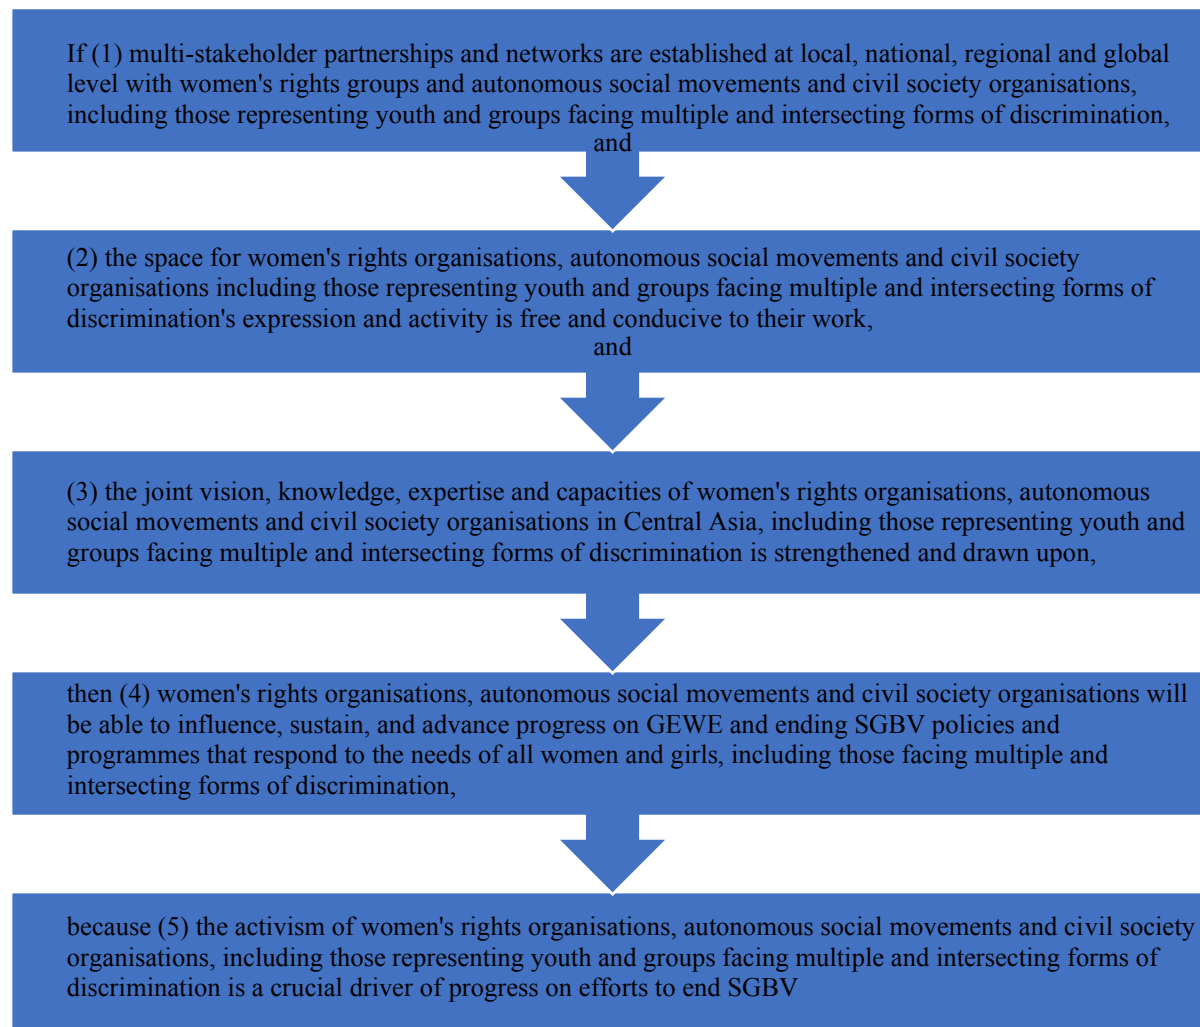 If (1) multi-stakeholder partnerships and networks are established at local, national, regional and global
level with women's rights groups and autonomous social movements and civil society organisations,
including those representing youth and groups facing multiple and intersecting forms of discrimination,
and
(2) the space for women's rights organisations, autonomous social movements and civil society
organisations including those representing youth and groups facing multiple and intersecting forms of
discrimination's expression and activity is free and conducive to their work,
and
(3) the joint vision, knowledge, expertise and capacities of women's rights organisations, autonomous
social movements and civil society organisations in Central Asia, including those representing youth and
groups facing multiple and intersecting forms of discrimination is strengthened and drawn upon,
then (4) women's rights organisations, autonomous social movements and civil society organisations will
be able to influence, sustain, and advance progress on GEWE and ending SGBV policies and
programmes that respond to the needs of all women and girls, including those facing multiple and
intersecting forms of discrimination,
because (5) the activism of women's rights organisations, autonomous social movements and civil society
organisations, including those representing youth and groups facing multiple and intersecting forms of
discrimination is a crucial driver of progress on efforts to end SGBV